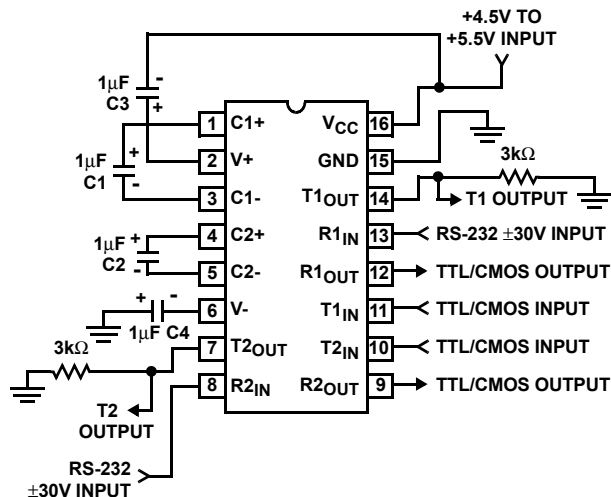 +4.5V TO
+5.5V INPUT
-
1μF
C3
+
1 C1+
VCC 16
+
1μF
C1
-
2 V+
GND 15
3kΩ
3 C1-
T1OUT 14
T1 OUTPUT
+
1μF
C2
-
4 C2+
R1IN 13
RS-232 ±30V INPUT
5 C2-
R1OUT 12
TTL/CMOS OUTPUT
+ -
1μF C4
6 V-
T1IN 11
TTL/CMOS INPUT
3kΩ
7 T2OUT
T2IN 10
TTL/CMOS INPUT
8 R2IN
R2OUT 9
TTL/CMOS OUTPUT
T2
OUTPUT
RS-232
±30V INPUT